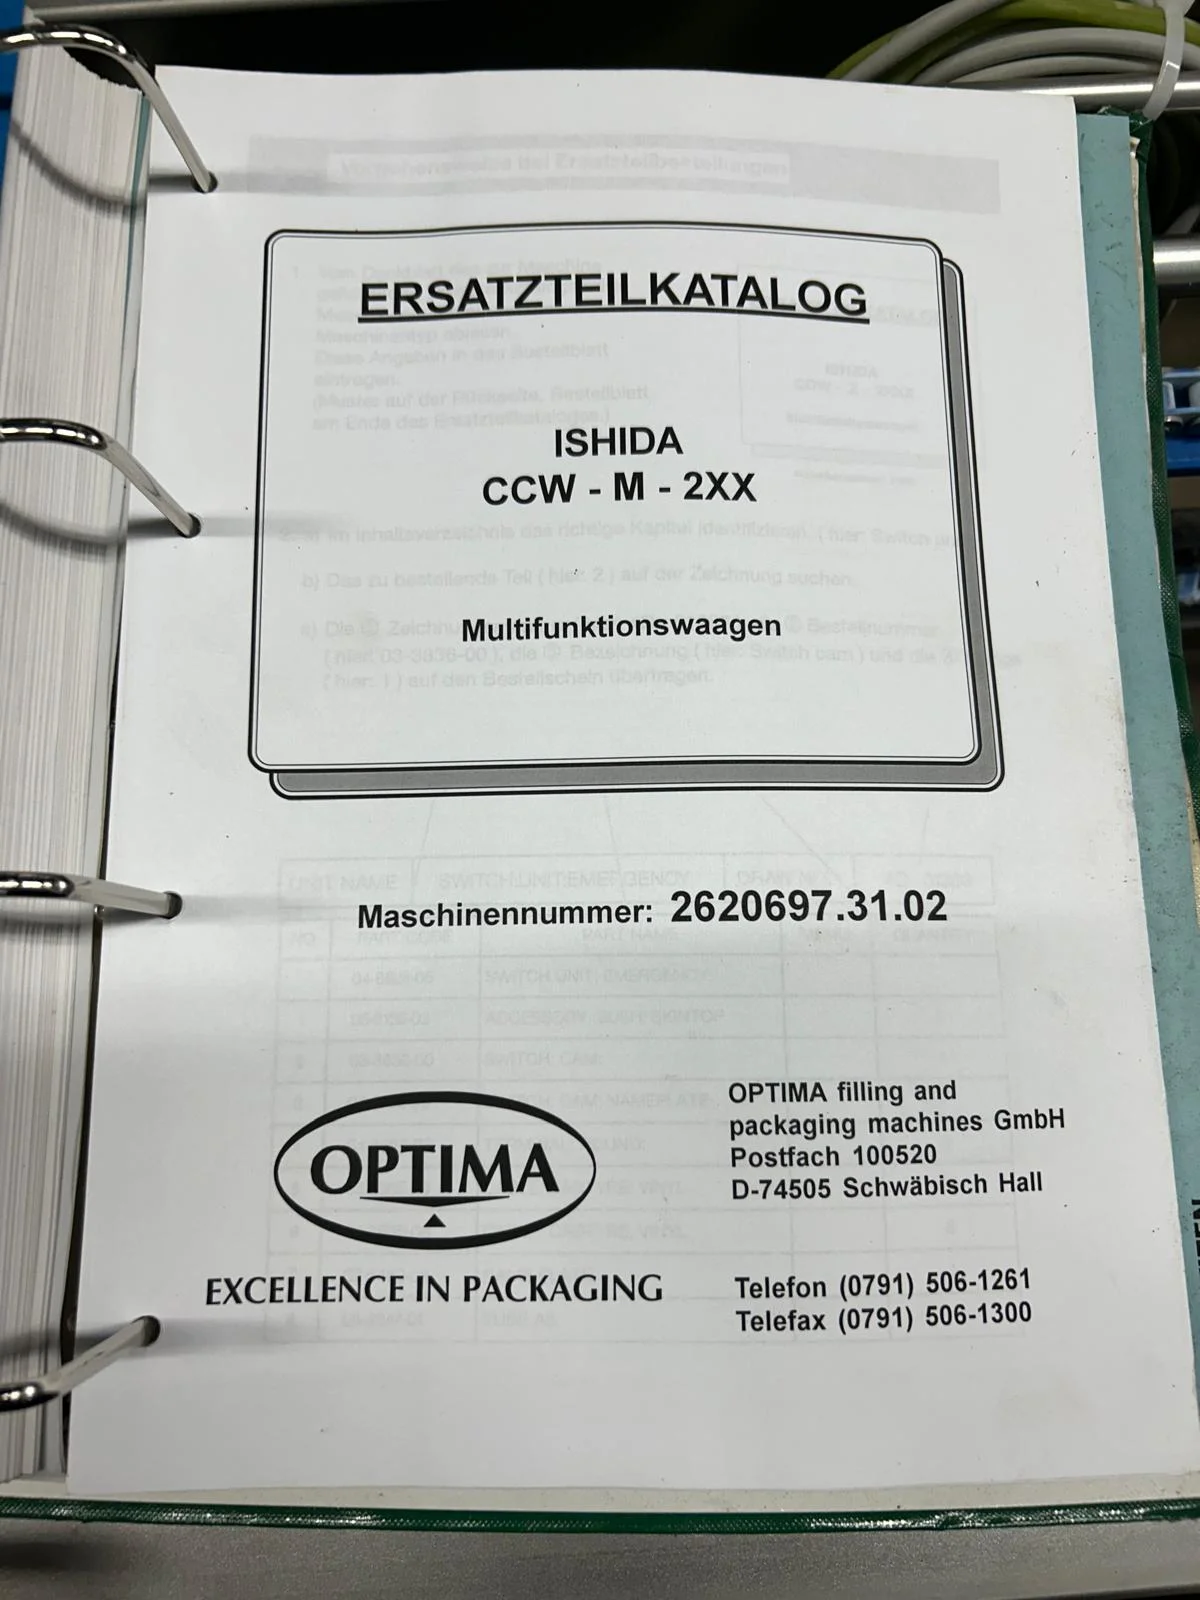 ERSATZTEILKATALOG
ISHIDA
CCW - M - 2XX
Multifunktionswaagen
Maschinennummer: 2620697.31.02
OPTIMA
EXCELLENCE IN PACKAGING
OPTIMA filling and
packaging machines GmbH
Postfach 100520
D-74505 Schwäbisch Hall
Telefon (0791) 506-1261
Telefax (0791) 506-1300